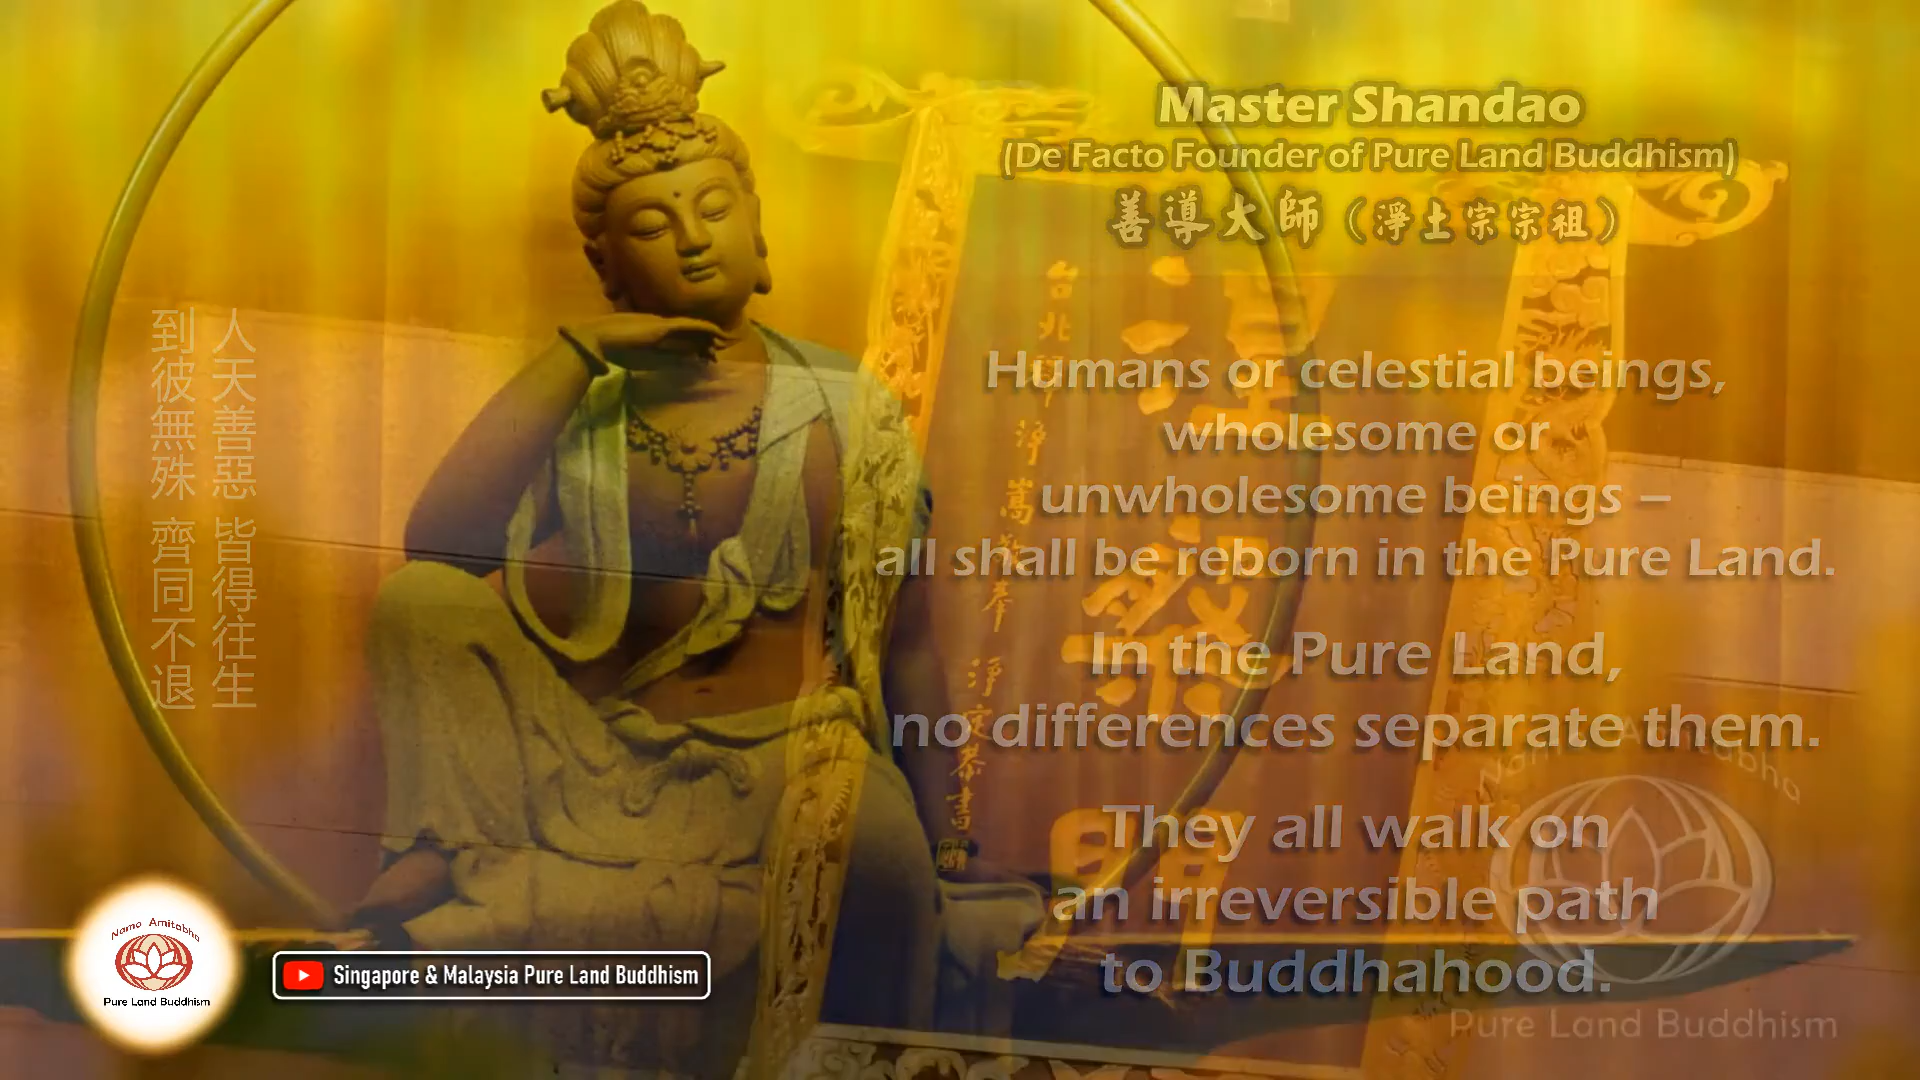 Master Shandao
(De Facto Founder of Pure Land Buddhism)
善導大師（淨土宗宗祖）
人天善惡 皆得往生
到彼無殊 齊同不退
Humans or celestial beings,
wholesome or
unwholesome beings –
all shall be reborn in the Pure Land.
In the Pure Land,
no differences separate them.
They all walk on
an irreversible path
to Buddhahood.
Namo Amitabha
Pure Land Buddhism
Singapore & Malaysia Pure Land Buddhism
Namo Amitabha
Pure Land Buddhism